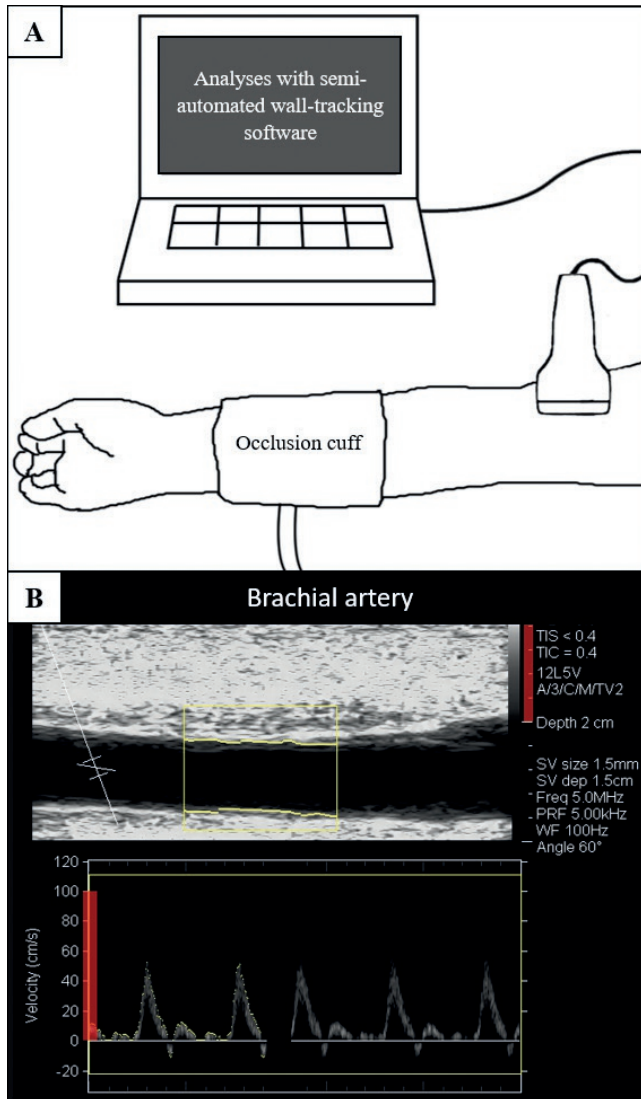 A
Analyses with semi-
automated wall-tracking
software
Occlusion cuff
B
Brachial artery
TIS < 0.4
TIC = 0.4
12L5V
A/3/C/M/TV2
Depth 2 cm
SV size 1.5mm
SV dep 1.5cm
Freq 5.0MHz
PRF 5.00kHz
WF 100Hz
Angle 60°
Velocity (cm/s)
120
100
80
60
40
20
0
-20